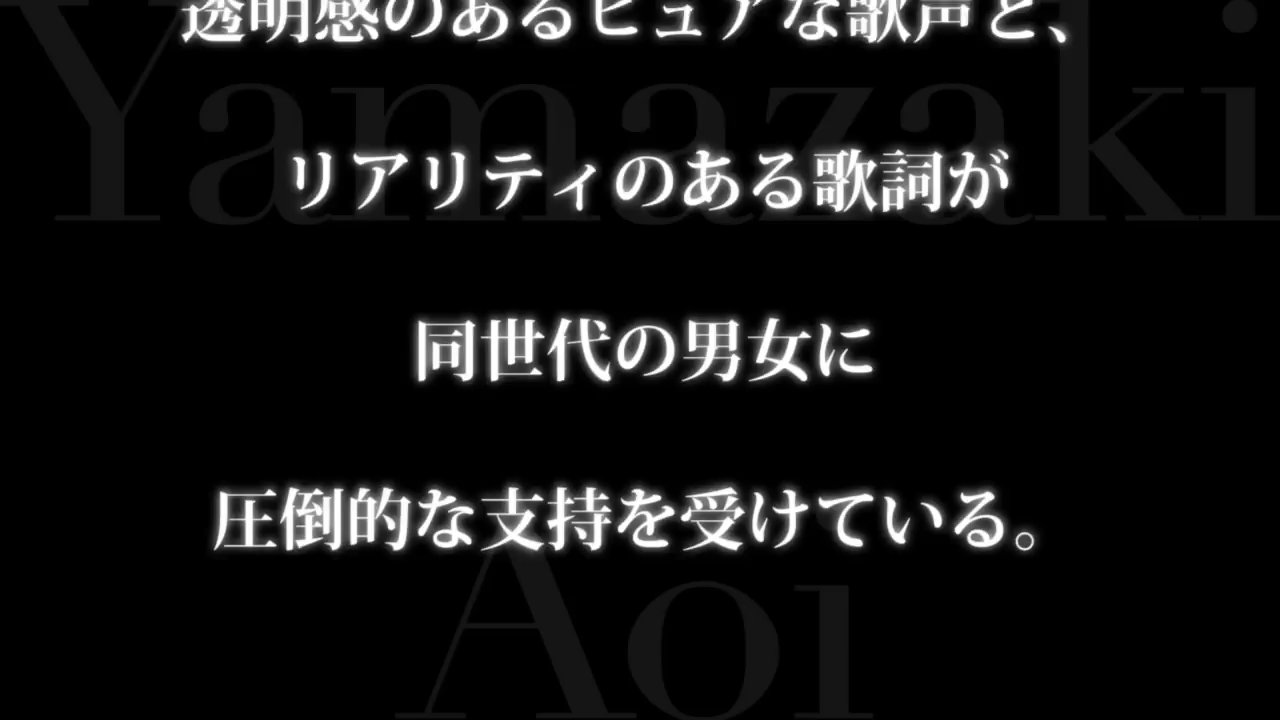 Yamazaki
透明感のあるピュアな歌声と、
リアリティのある歌詞が
同世代の男女に
圧倒的な支持を受けている。
Aoi